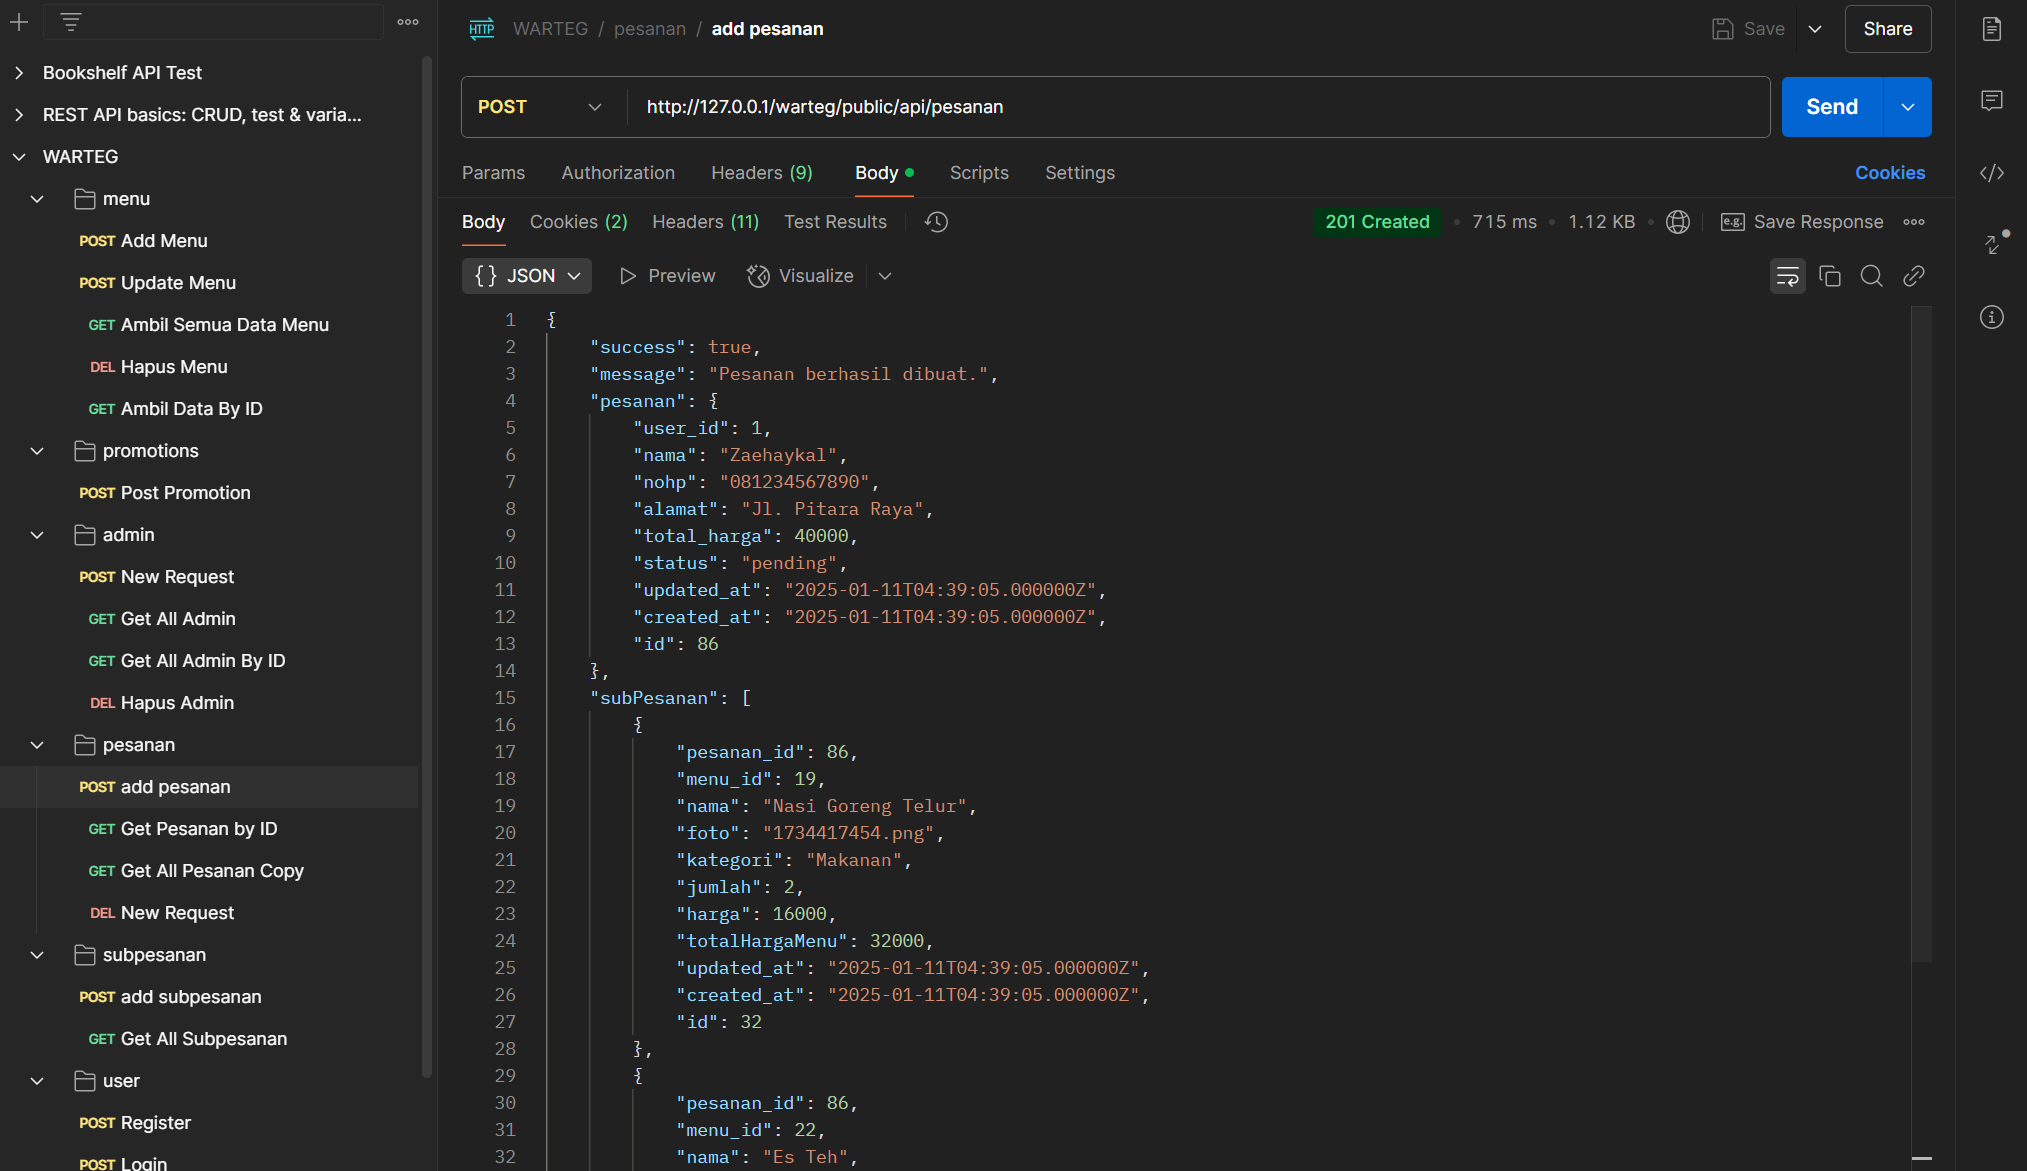 Bookshelf API Test
REST API basics: CRUD, test & varia...
WARTEG
menu
POST Add Menu
POST Update Menu
GET Ambil Semua Data Menu
DEL Hapus Menu
GET Ambil Data By ID
promotions
POST Post Promotion
admin
POST New Request
GET Get All Admin
GET Get All Admin By ID
DEL Hapus Admin
pesanan
POST add pesanan
GET Get Pesanan by ID
GET Get All Pesanan Copy
DEL New Request
subpesanan
POST add subpesanan
GET Get All Subpesanan
user
POST Register
POST Login
HTTP WARTEG / pesanan / add pesanan
Save
Share
POST http://127.0.0.1/warteg/public/api/pesanan
Send
Params Authorization Headers (9) Body Scripts Settings Cookies
Body Cookies (2) Headers (11) Test Results 201 Created 715 ms 1.12 KB e.g. Save Response
{} JSON Preview Visualize
1 {
2 "success": true,
3 "message": "Pesanan berhasil dibuat.",
4 "pesanan": {
5 "user_id": 1,
6 "nama": "Zaehaykal",
7 "nohp": "081234567890",
8 "alamat": "Jl. Pitara Raya",
9 "total_harga": 40000,
10 "status": "pending",
11 "updated_at": "2025-01-11T04:39:05.000000Z",
12 "created_at": "2025-01-11T04:39:05.000000Z",
13 "id": 86
14 },
15 "subPesanan": [
16 {
17 "pesanan_id": 86,
18 "menu_id": 19,
19 "nama": "Nasi Goreng Telur",
20 "foto": "1734417454.png",
21 "kategori": "Makanan",
22 "jumlah": 2,
23 "harga": 16000,
24 "totalHargaMenu": 32000,
25 "updated_at": "2025-01-11T04:39:05.000000Z",
26 "created_at": "2025-01-11T04:39:05.000000Z",
27 "id": 32
28 },
29 {
30 "pesanan_id": 86,
31 "menu_id": 22,
32 "nama": "Es Teh",